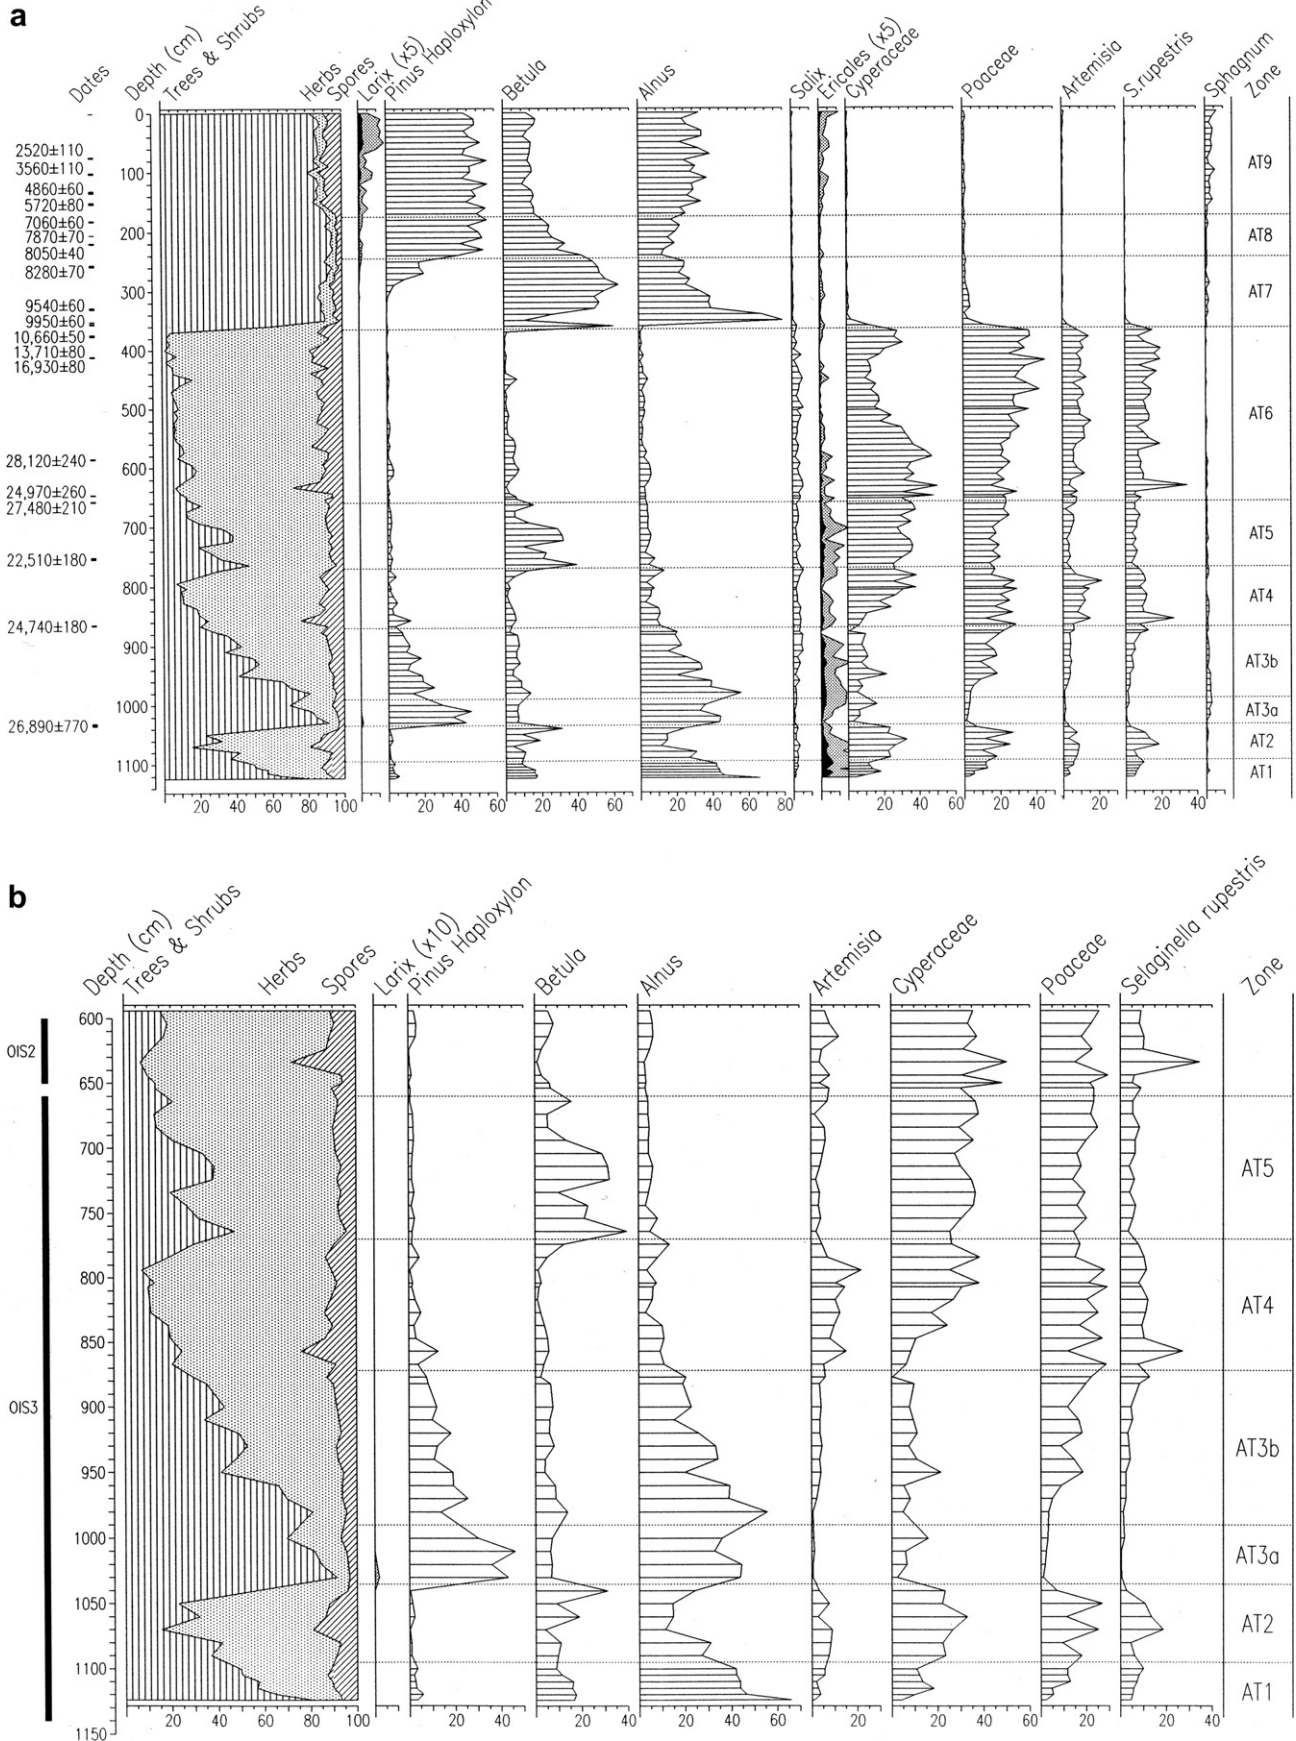 a
Dates
Depth (cm)
Trees & Shrubs
Herbs
Spores
Larix (x5)
Pinus Haploxylon
Betula
Alnus
Salix
Ericales (x5)
Cyperaceae
Poaceae
Artemisia
S.rupestris
Sphagnum
Zone
2520±110
3560±110
4860±60
5720±80
7060±60
7870±70
8050±40
8280±70
9540±60
9950±60
10,660±50
13,710±80
16,930±80
28,120±240
24,970±260
27,480±210
22,510±180
24,740±180
26,890±770
0
100
200
300
400
500
600
700
800
900
1000
1100
AT9
AT8
AT7
AT6
AT5
AT4
AT3b
AT3a
AT2
AT1
20 40 60 80 100 20 40 60 20 40 60 20 40 60 80 20 40 20 40 20 20 40
b
Depth (cm)
Trees & Shrubs
Herbs
Spores
Larix (x10)
Pinus Haploxylon
Betula
Alnus
Artemisia
Cyperaceae
Poaceae
Selaginella rupestris
Zone
OIS2
OIS3
600
650
700
750
800
850
900
950
1000
1050
1100
1150
AT5
AT4
AT3b
AT3a
AT2
AT1
20 40 60 80 100 20 40 20 40 20 40 60 20 20 40 60 20 20 40